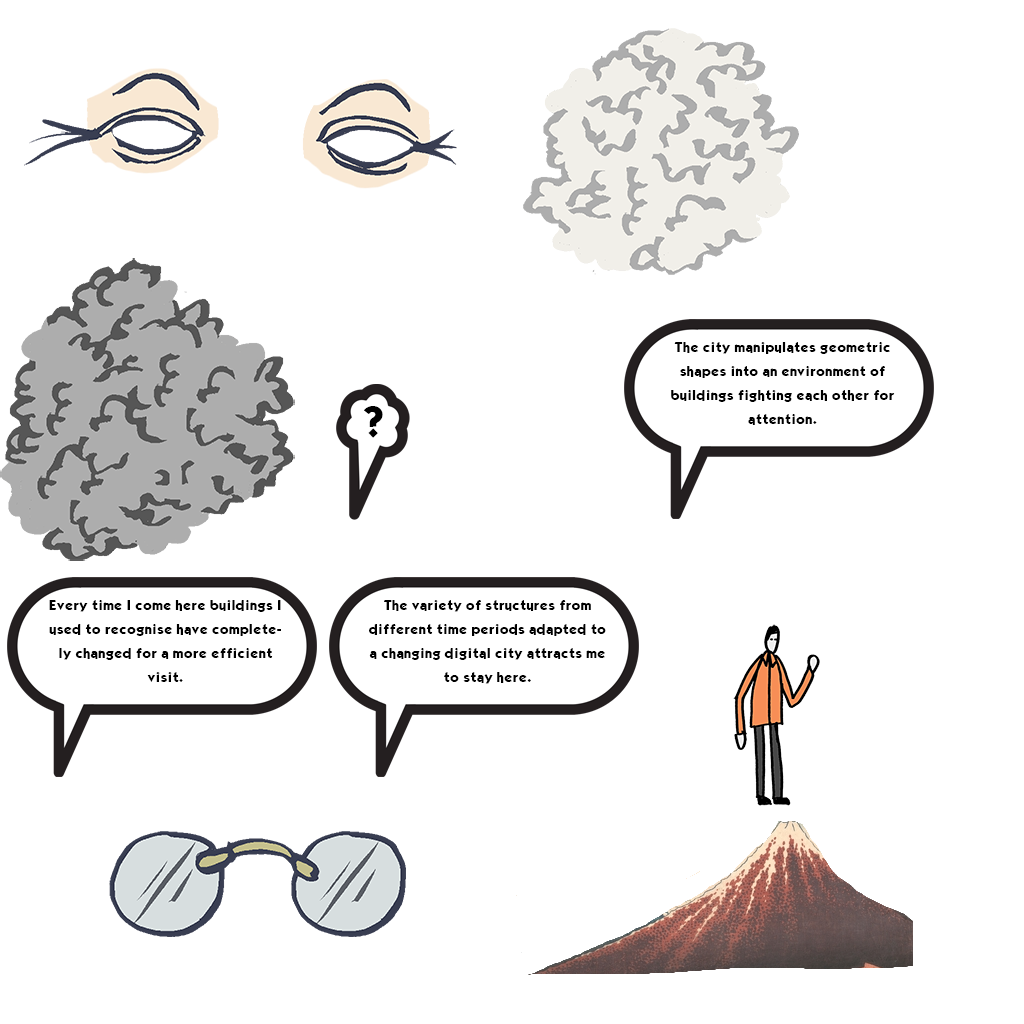 ?
The city manipulates geometric
shapes into an environment of
buildings fighting each other for
attention.
Every time I come here buildings I
used to recognise have complete-
ly changed for a more efficient
visit.
The variety of structures from
different time periods adapted to
a changing digital city attracts me
to stay here.